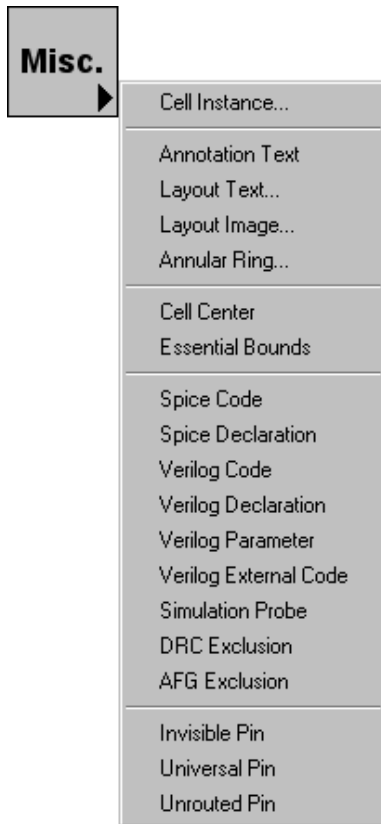 Misc.
Cell Instance...
Annotation Text
Layout Text...
Layout Image...
Annular Ring...
Cell Center
Essential Bounds
Spice Code
Spice Declaration
Verilog Code
Verilog Declaration
Verilog Parameter
Verilog External Code
Simulation Probe
DRC Exclusion
AFG Exclusion
Invisible Pin
Universal Pin
Unrouted Pin